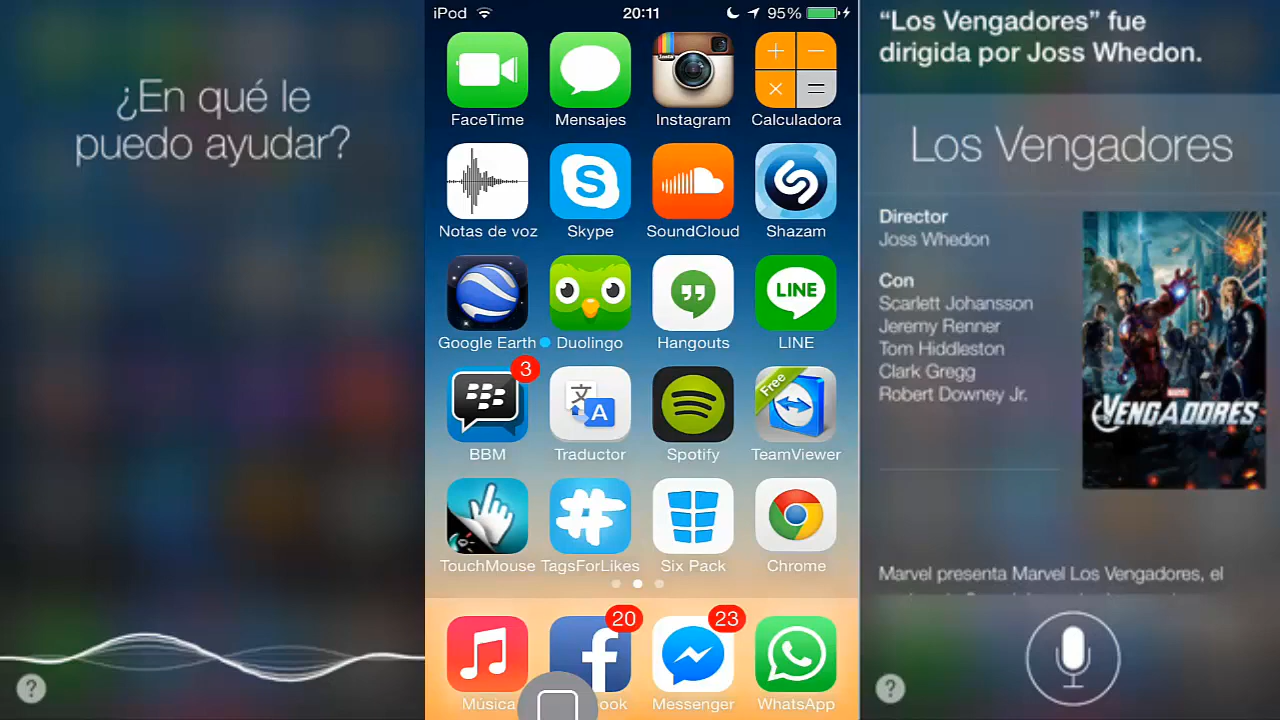 ¿En qué le
puedo ayudar?
?
iPod
20:11
95%
FaceTime
Mensajes
Instagram
Calculadora
Notas de voz
Skype
SoundCloud
Shazam
LINE
Google Earth
Duolingo
Hangouts
LINE
3
Free
BBM
Traductor
Spotify
TeamViewer
TouchMouse
TagsForLikes
Six Pack
Chrome
20
23
Música
ook
Messenger
WhatsApp
“Los Vengadores” fue
dirigida por Joss Whedon.
Los Vengadores
Director
Joss Whedon
Con
Scarlett Johansson
Jeremy Renner
Tom Hiddleston
Clark Gregg
Robert Downey Jr.
MARVEL
VENGADORES
Marvel presenta Marvel Los Vengadores, el
?